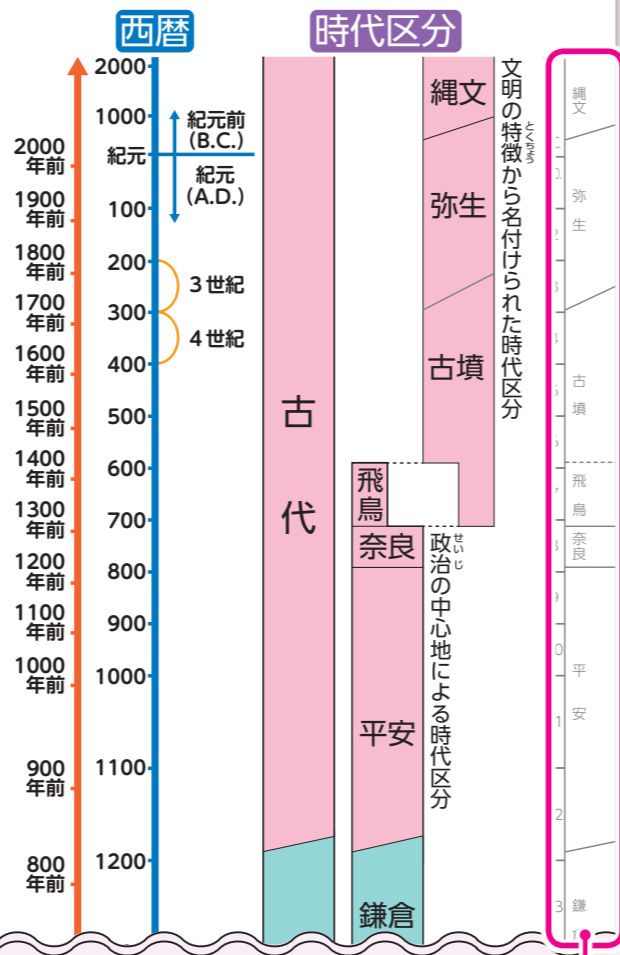 西暦
時代区分
2000
1000
紀元
100
200
300
400
500
600
700
800
900
1000
1100
1200
紀元前
(B.C.)
紀元
(A.D.)
3世紀
4世紀
2000
年前
1900
年前
1800
年前
1700
年前
1600
年前
1500
年前
1400
年前
1300
年前
1200
年前
1100
年前
1000
年前
900
年前
800
年前
古代
縄文
弥生
古墳
飛鳥
奈良
平安
鎌倉
文明の特徴から名付けられた時代区分
とくちょう
政治の中心地による時代区分
せいじ
縄文
弥生
古墳
飛鳥
奈良
平安
鎌